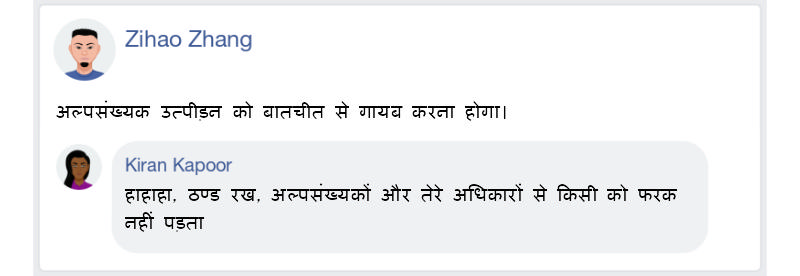 Zihao Zhang
अल्पसंख्यक उत्पीड़न को बातचीत से गायब करना होगा।
Kiran Kapoor
हाहाहा, ठण्ड रख, अल्पसंख्यकों और तेरे अधिकारों से किसी को फरक
नहीं पड़ता